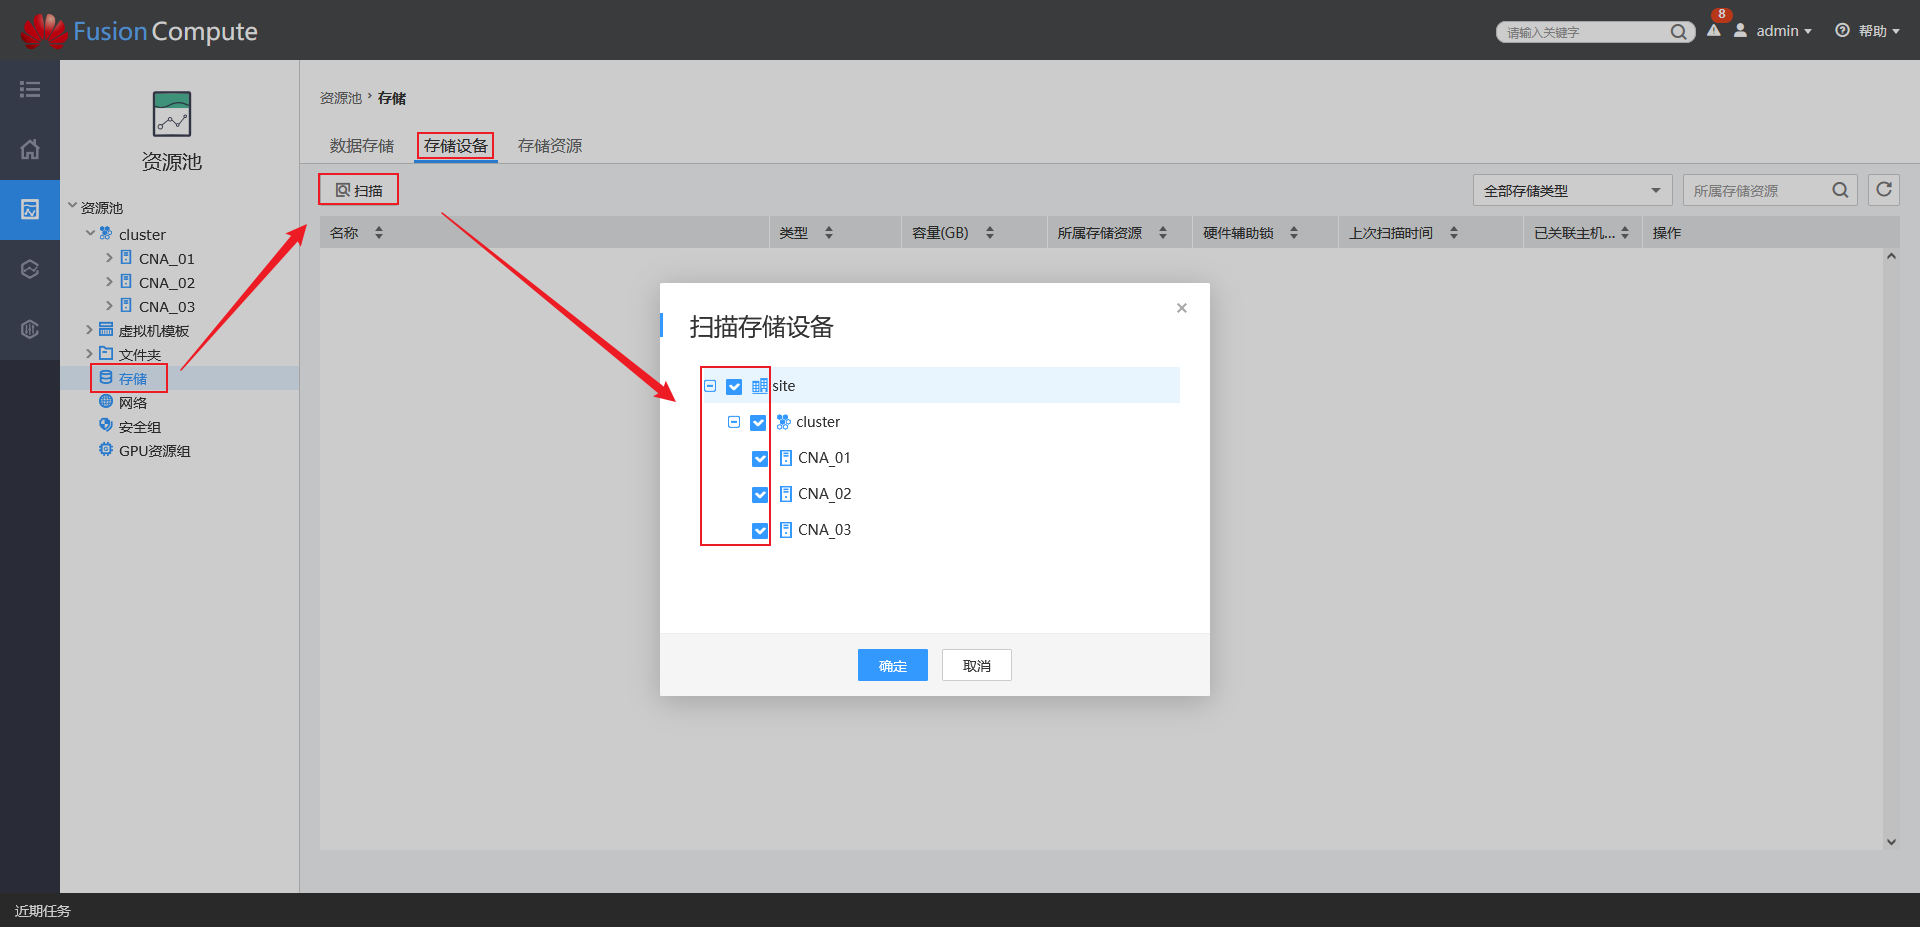 FusionCompute
请输入关键字
8
admin
帮助
资源池
资源池
cluster
CNA_01
CNA_02
CNA_03
虚拟机模板
文件夹
存储
网络
安全组
GPU资源组
资源池 › 存储
数据存储 存储设备 存储资源
扫描
全部存储类型
所属存储资源
名称 类型 容量(GB) 所属存储资源 硬件辅助锁 上次扫描时间 已关联主机... 操作
扫描存储设备
site
cluster
CNA_01
CNA_02
CNA_03
确定 取消
近期任务